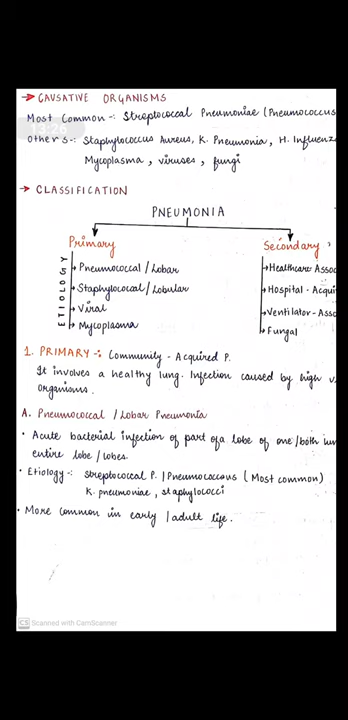 → CAUSATIVE ORGANISMS
Most Common -: Streptococcal Pneumoniae (Pneumococcus
Others -: Staphylococcus Aureus, K. Pneumonia, H. Influenz
13:26
Mycoplasma, viruses, fungi
→ CLASSIFICATION
PNEUMONIA
Primary Secondary
ETIOLOGY
→ Pneumococcal / Lobar → Healthcare Assoc
→ Staphylococcal / Lobular → Hospital - Acqui
→ Viral → Ventilator - Asso
→ Mycoplasma → Fungal
1. PRIMARY -: Community - Acquired P.
It involves a healthy lung. Infection caused by high v
organisms.
A. Pneumococcal / Lobar Pneumonia
• Acute bacterial infection of part of a lobe of one/both lun
entire lobe/lobes.
• Etiology -: Streptococcal P. / Pneumococcus (Most common)
K. pneumoniae, staphylococci
• More common in early / adult life.
CS Scanned with CamScanner